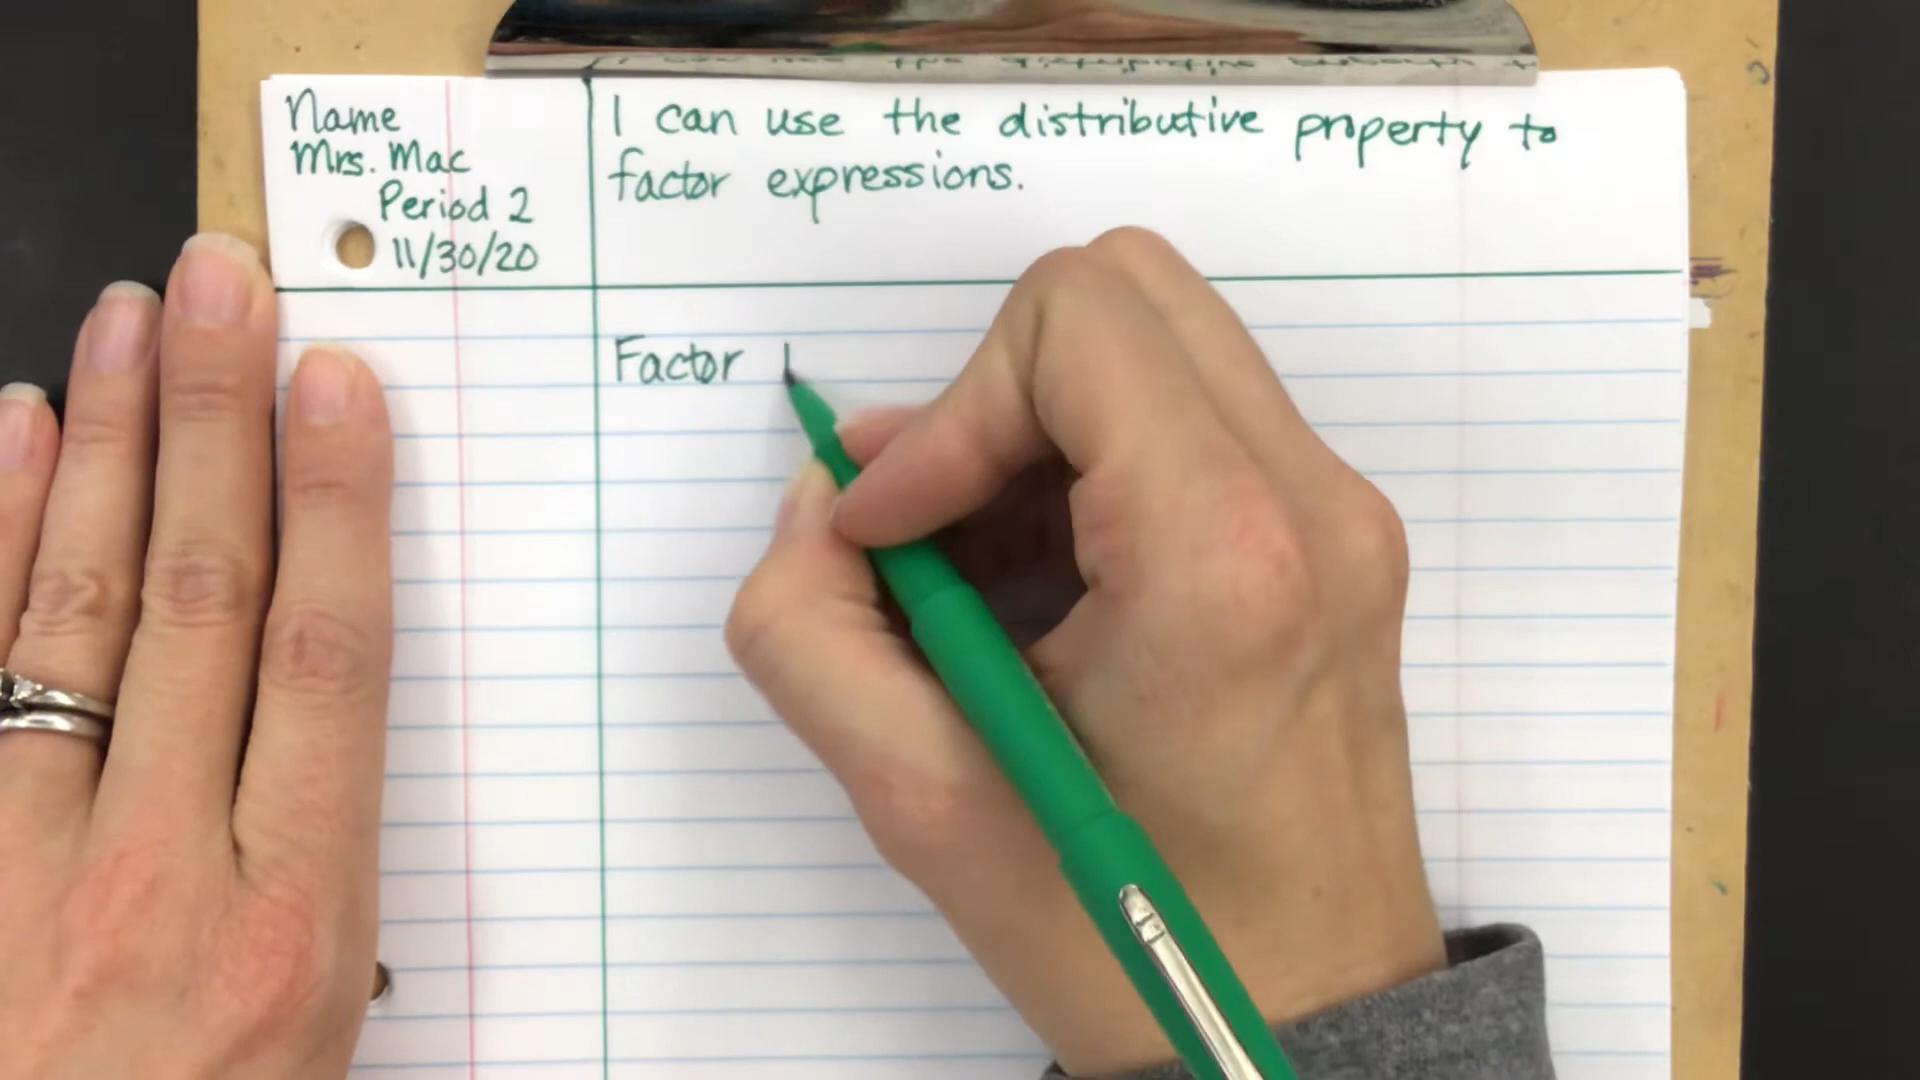 Name
Mrs. Mac
Period 2
11/30/20
I can use the distributive property to
factor expressions.
Factor